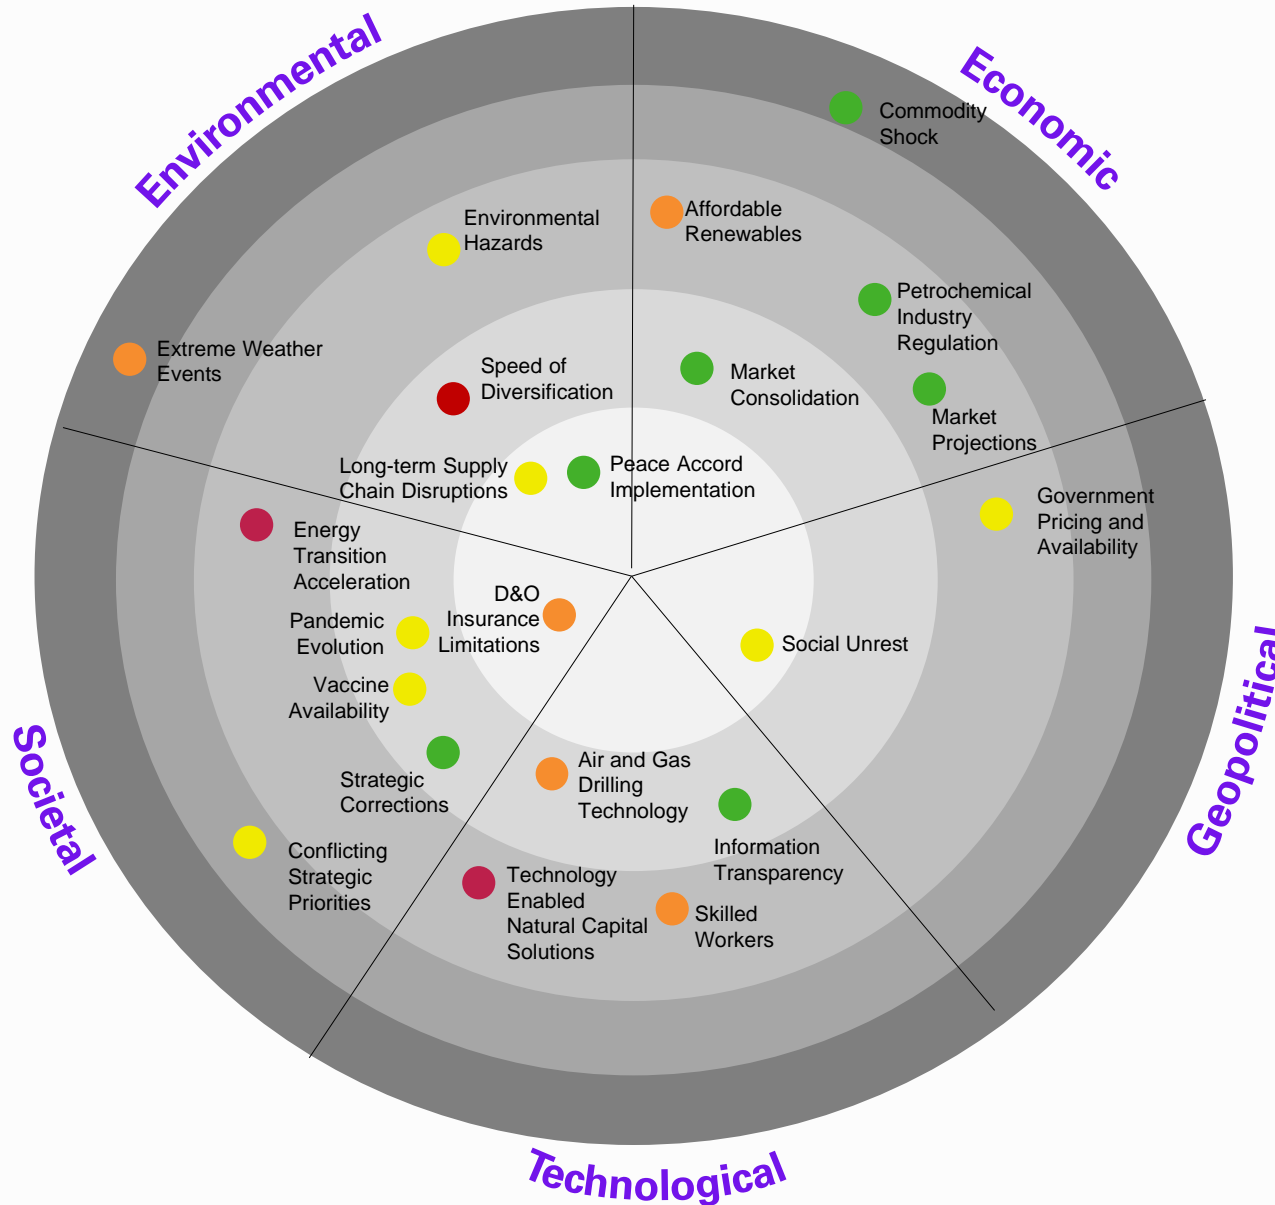 Environmental
Economic
Commodity
Shock
Affordable
Renewables
Environmental
Hazards
Petrochemical
Industry
Regulation
Extreme Weather
Events
Speed of
Diversification
Market
Consolidation
Market
Projections
Long-term Supply
Chain Disruptions
Peace Accord
Implementation
Government
Pricing and
Availability
Energy
Transition
Acceleration
D&O
Insurance
Limitations
Pandemic
Evolution
Social Unrest
Vaccine
Availability
Strategic
Corrections
Air and Gas
Drilling
Technology
Information
Transparency
Conflicting
Strategic
Priorities
Technology
Enabled
Natural Capital
Solutions
Skilled
Workers
Societal
Geopolitical
Technological